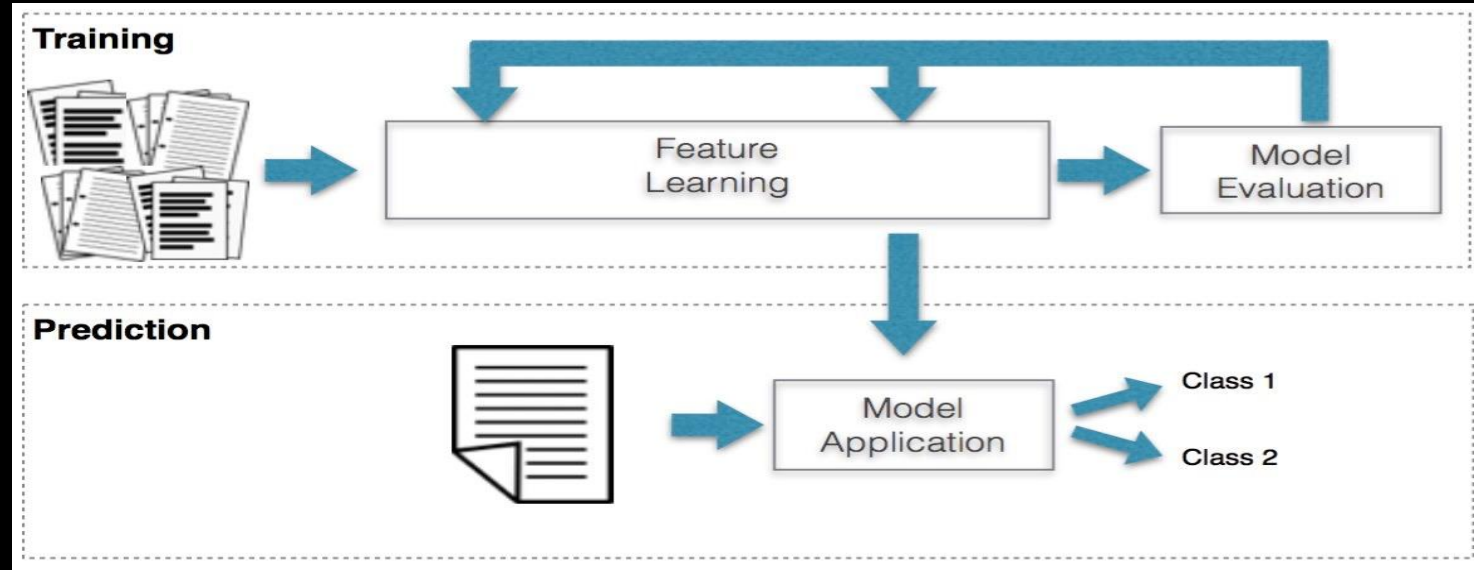 Training
Feature
Learning
Model
Evaluation
Prediction
Model
Application
Class 1
Class 2